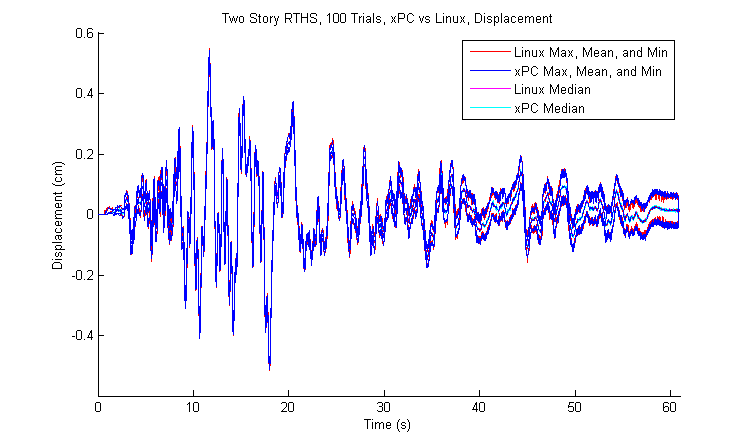 Two Story RTHS, 100 Trials, xPC vs Linux, Displacement
0.6
0.4
0.2
0
-0.2
-0.4
Displacement (cm)
Linux Max, Mean, and Min
xPC Max, Mean, and Min
Linux Median
xPC Median
0 10 20 30 40 50 60
Time (s)